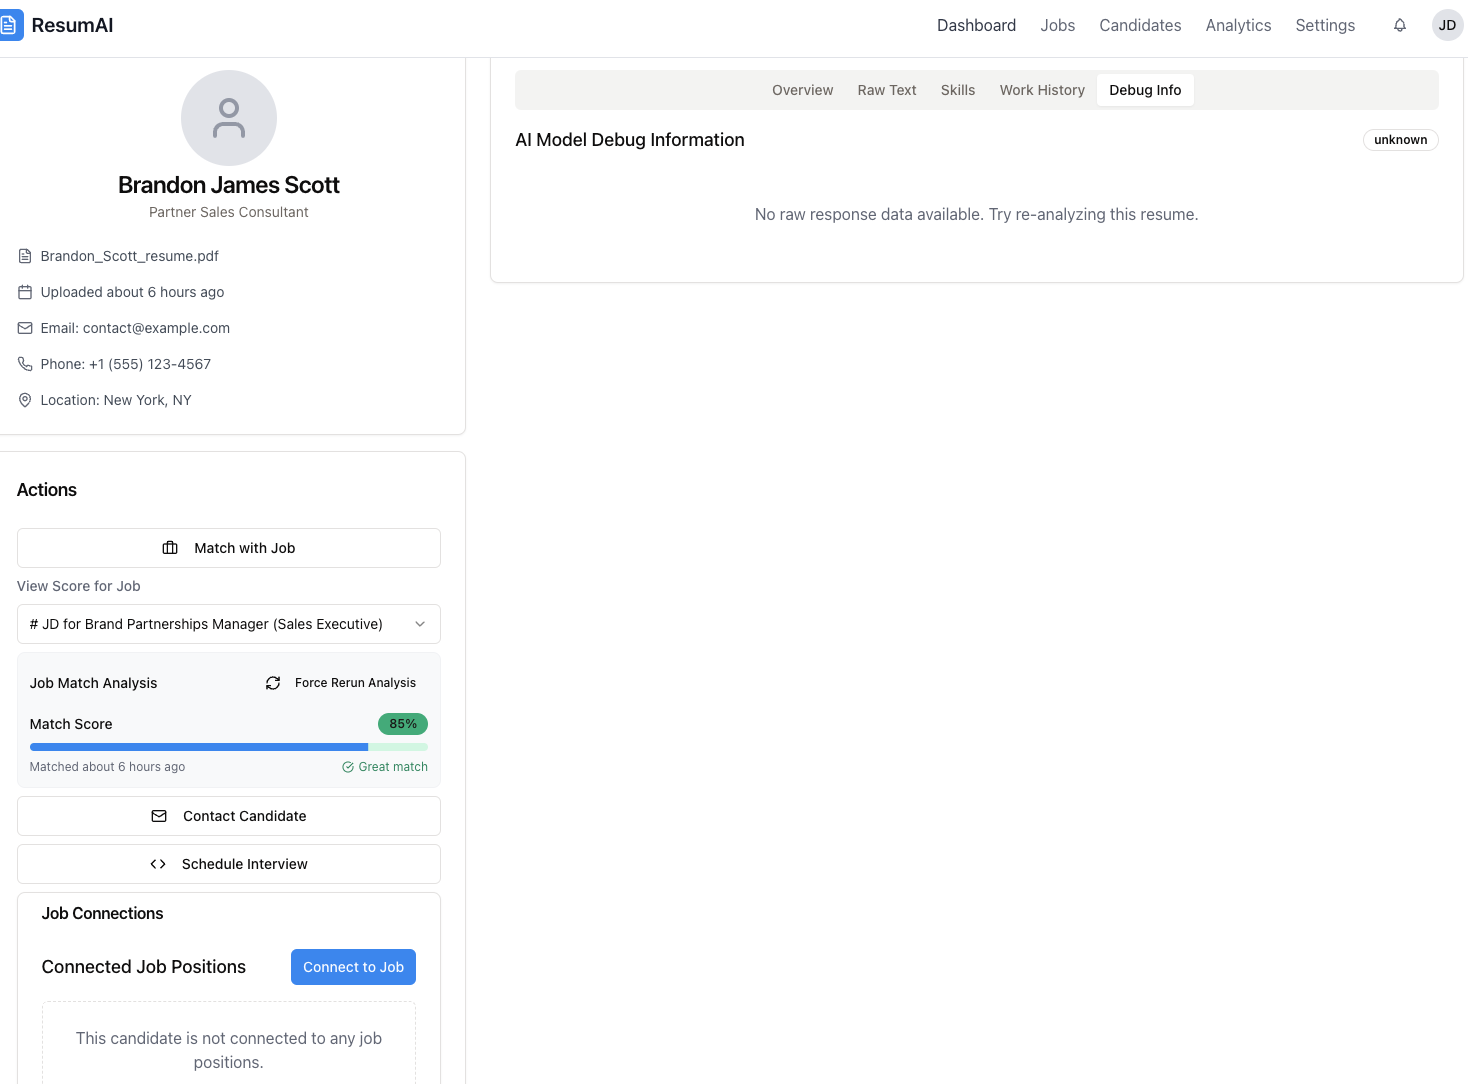 ResumAI
Dashboard
Jobs
Candidates
Analytics
Settings
JD
Brandon James Scott
Partner Sales Consultant
Brandon_Scott_resume.pdf
Uploaded about 6 hours ago
Email: contact@example.com
Phone: +1 (555) 123-4567
Location: New York, NY
Actions
Match with Job
View Score for Job
# JD for Brand Partnerships Manager (Sales Executive)
Job Match Analysis
Force Rerun Analysis
Match Score
85%
Matched about 6 hours ago
Great match
Contact Candidate
Schedule Interview
Job Connections
Connected Job Positions
Connect to Job
This candidate is not connected to any job
positions.
Overview
Raw Text
Skills
Work History
Debug Info
AI Model Debug Information
unknown
No raw response data available. Try re-analyzing this resume.